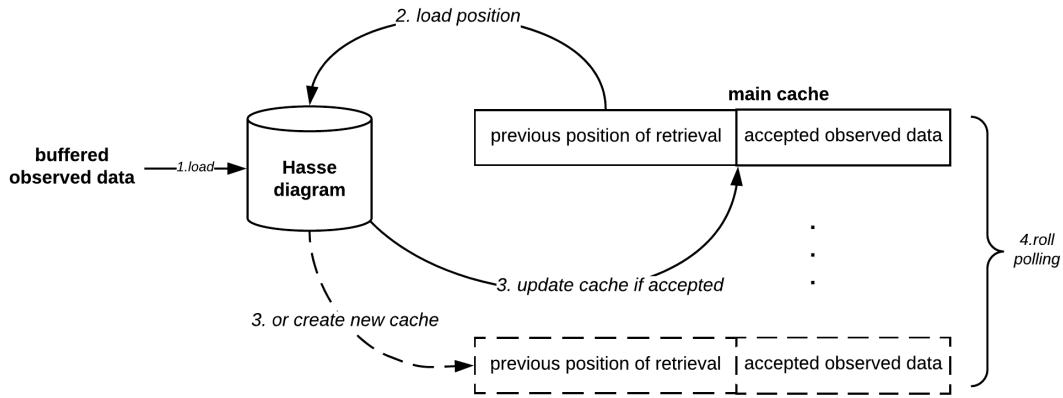 2. load position
main cache
previous position of retrieval
accepted observed data
buffered
observed data
1.load
Hasse
diagram
4.roll
polling
3. update cache if accepted
3. or create new cache
previous position of retrieval
accepted observed data